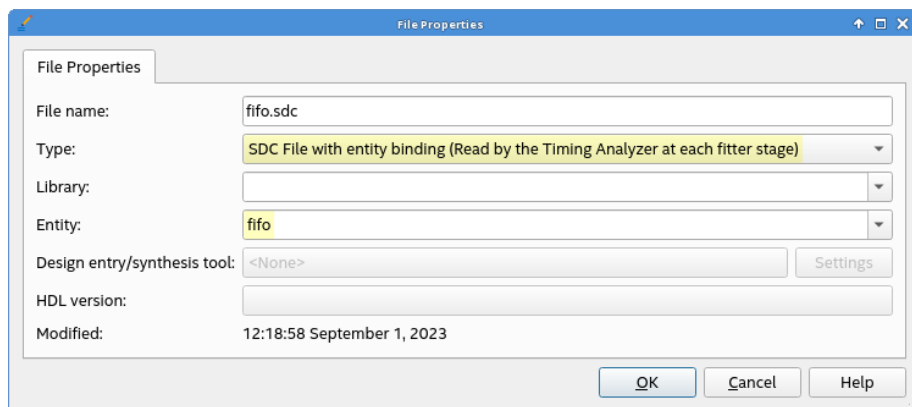 File Properties
File Properties
File name: fifo.sdc
Type: SDC File with entity binding (Read by the Timing Analyzer at each fitter stage)
Library:
Entity: fifo
Design entry/synthesis tool: <None> Settings
HDL version:
Modified: 12:18:58 September 1, 2023
OK Cancel Help